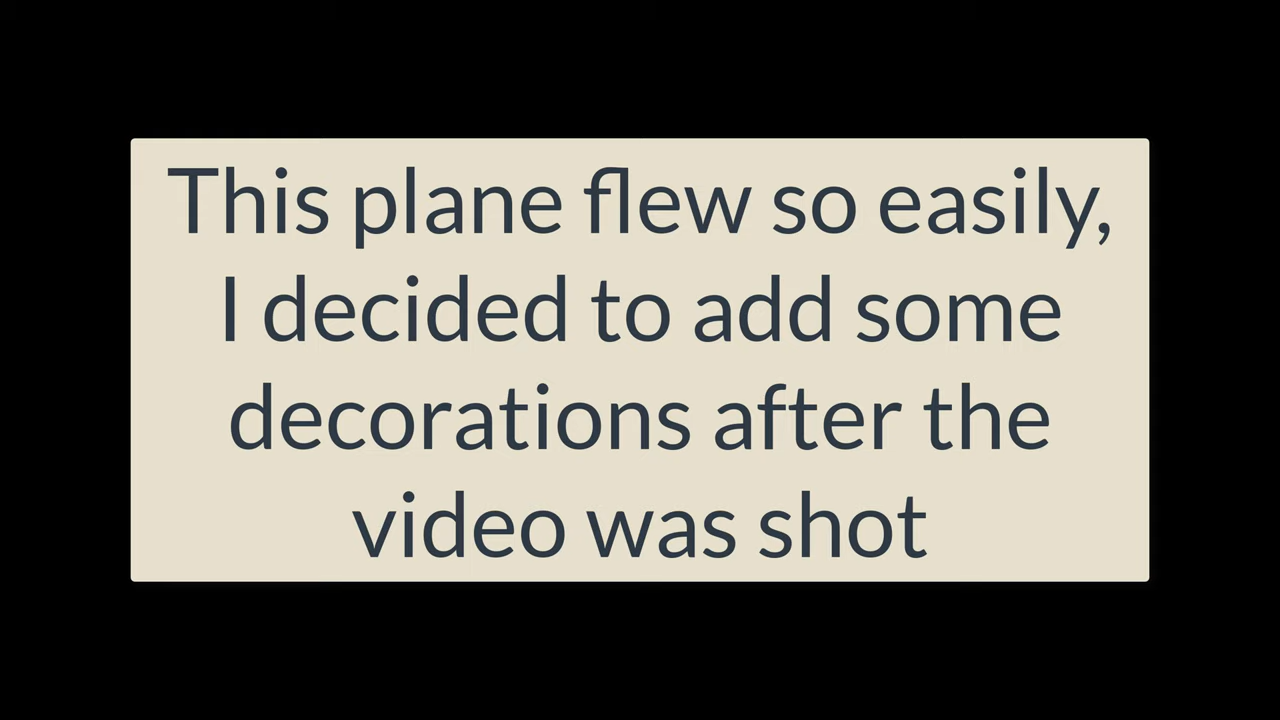 This plane flew so easily,
I decided to add some
decorations after the
video was shot